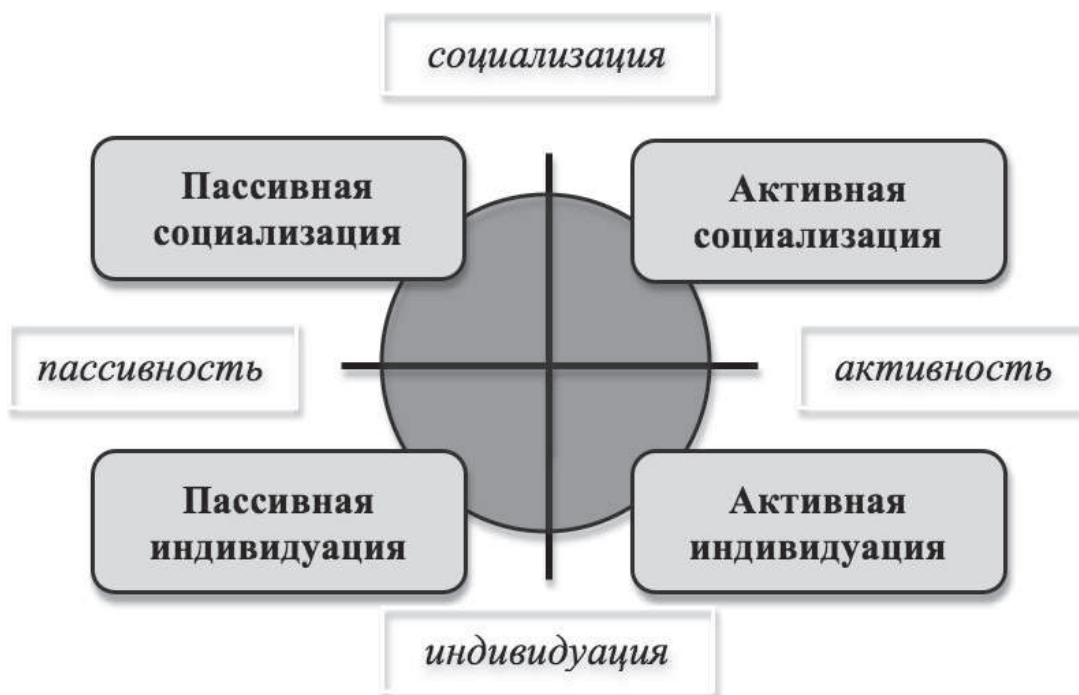 социализация
Пассивная
социализация
Активная
социализация
пассивность
активность
Пассивная
индивидуация
Активная
индивидуация
индивидуация